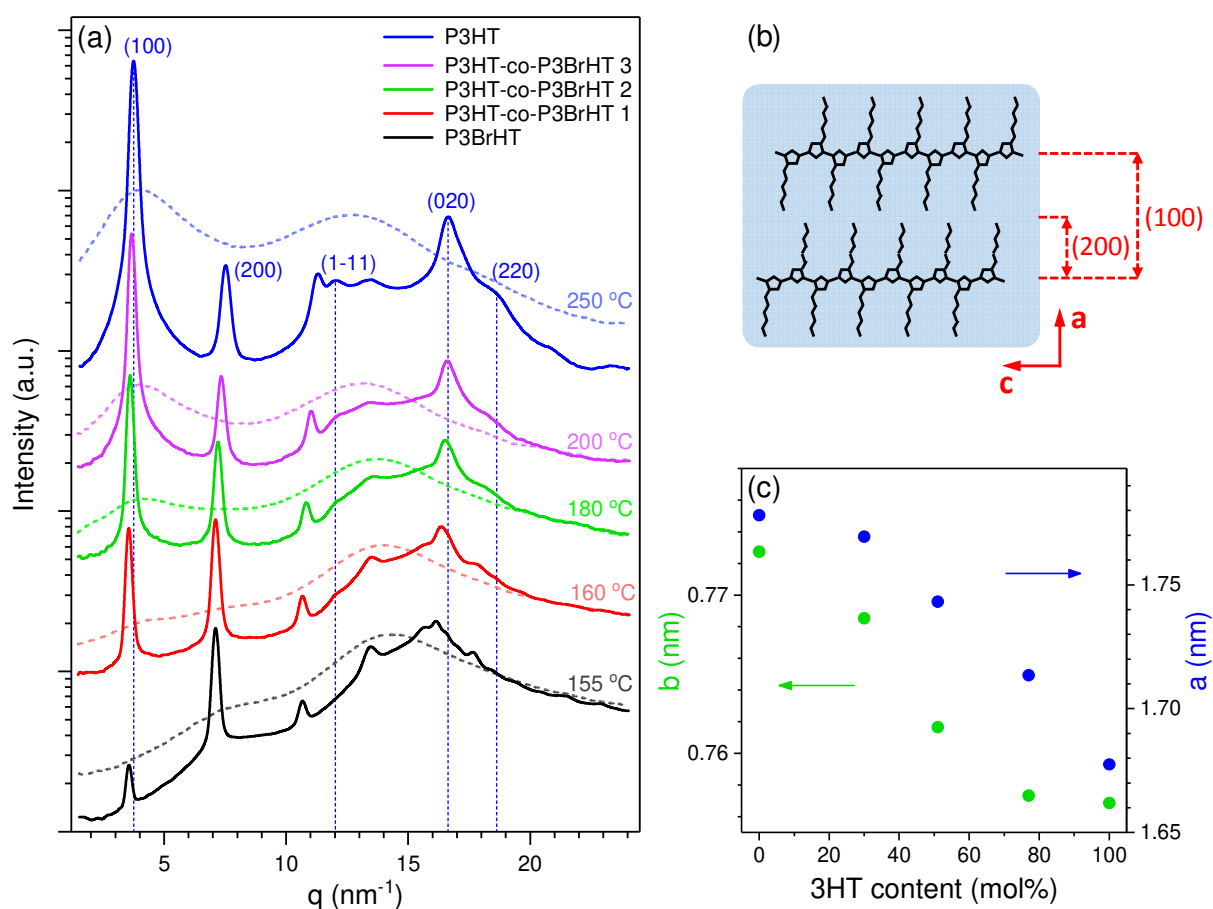 (a)
(100)
P3HT
P3HT-co-P3BrHT 3
P3HT-co-P3BrHT 2
P3HT-co-P3BrHT 1
P3BrHT
(200)
(1-11)
(020)
(220)
250 ºC
200 ºC
180 ºC
160 ºC
155 ºC
Intensity (a.u.)
5
10
15
20
q (nm⁻¹)
(b)
(200)
(100)
a
c
(c)
0.77
0.76
b (nm)
1.75
1.70
1.65
a (nm)
0
20
40
60
80
100
3HT content (mol%)